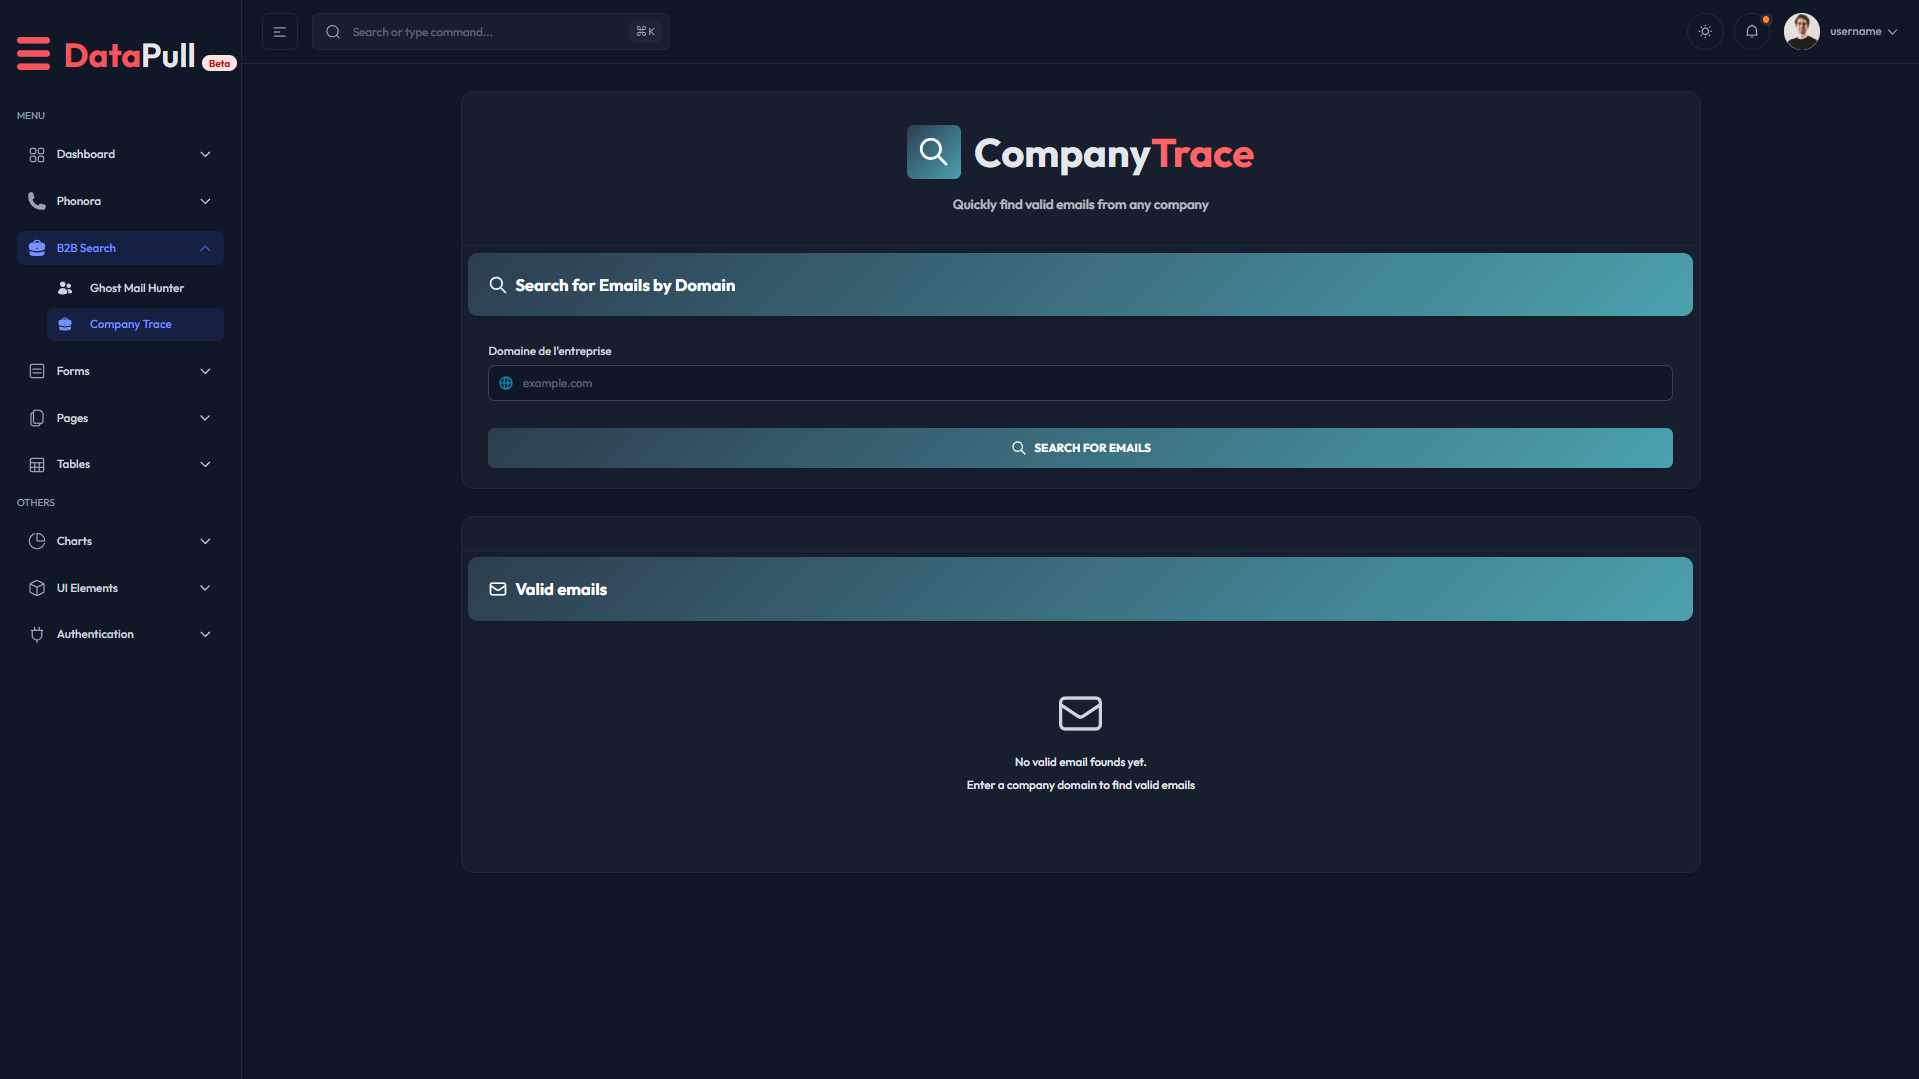 DataPull Beta
Search or type command... ⌘K
username
MENU
Dashboard
Phonora
B2B Search
Ghost Mail Hunter
Company Trace
Forms
Pages
Tables
OTHERS
Charts
UI Elements
Authentication
CompanyTrace
Quickly find valid emails from any company
Search for Emails by Domain
Domaine de l'entreprise
example.com
SEARCH FOR EMAILS
Valid emails
No valid email founds yet.
Enter a company domain to find valid emails